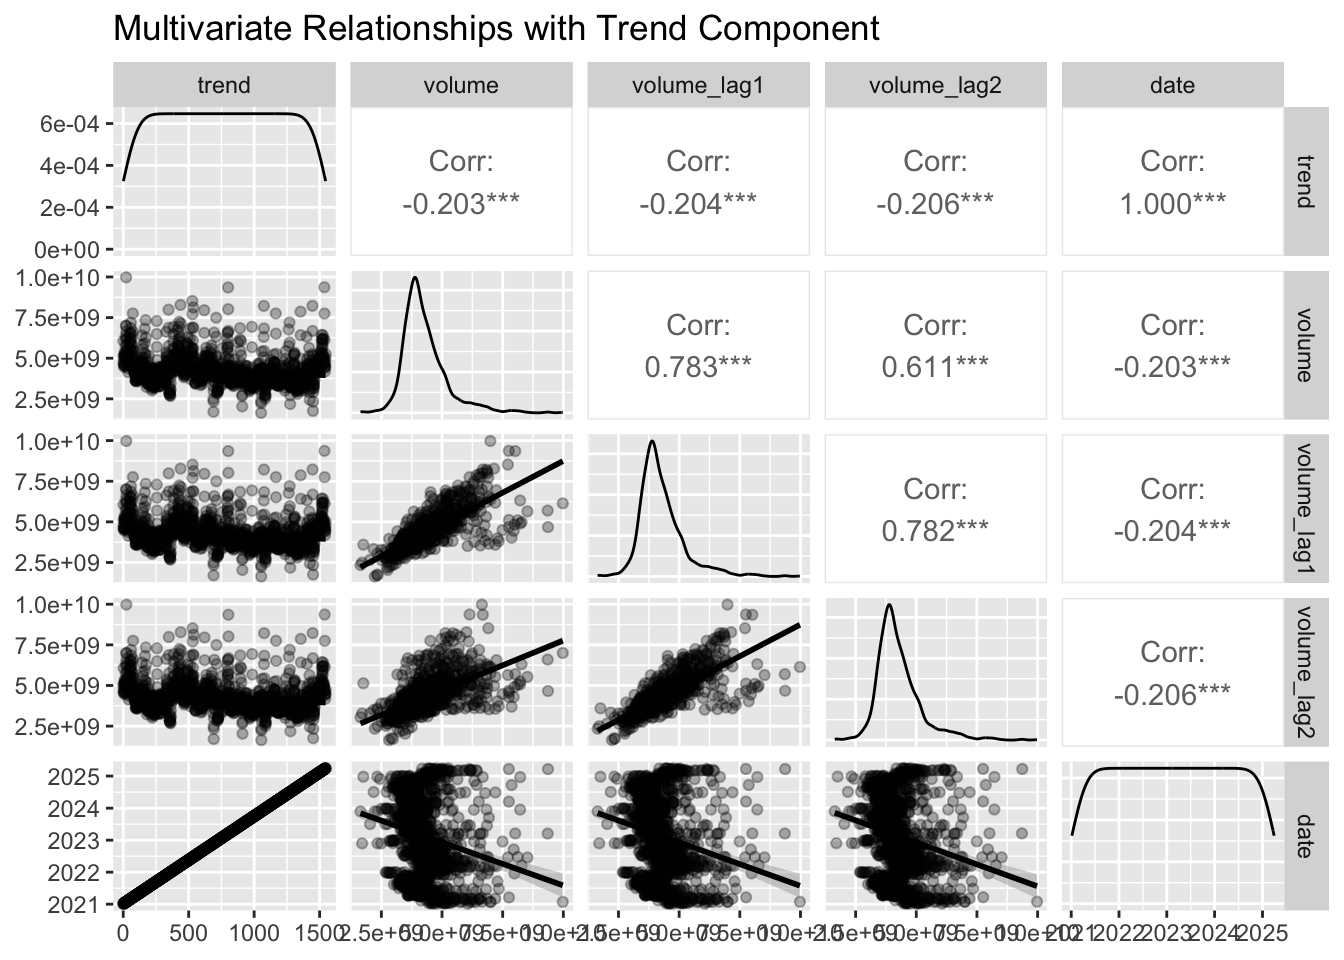 Multivariate Relationships with Trend Component
trend volume volume_lag1 volume_lag2 date
6e-04
4e-04
2e-04
0e+00
Corr:
-0.203***
Corr:
-0.204***
Corr:
-0.206***
Corr:
1.000***
trend
1.0e+10
7.5e+09
5.0e+09
2.5e+09
Corr:
0.783***
Corr:
0.611***
Corr:
-0.203***
volume
1.0e+10
7.5e+09
5.0e+09
2.5e+09
Corr:
0.782***
Corr:
-0.204***
volume_lag1
1.0e+10
7.5e+09
5.0e+09
2.5e+09
Corr:
-0.206***
volume_lag2
2025
2024
2023
2022
2021
date
0 500 1000 1500 2.5e+09 5.0e+09 7.5e+09 1.0e+10 2.5e+09 5.0e+09 7.5e+09 1.0e+10 2.5e+09 5.0e+09 7.5e+09 1.0e+10 2021 2022 2023 2024 2025